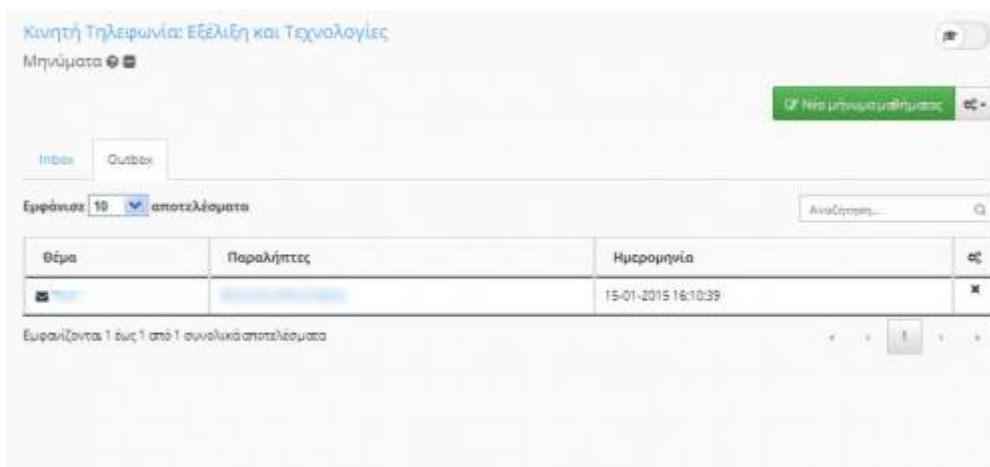 Κινητή Τηλεφωνία: Εξέλιξη και Τεχνολογίες
Μηνύματα
Νέο μήνυμα μαθήματος
Inbox Outbox
Εμφάνισε 10 αποτελέσματα
Αναζήτηση...
Θέμα Παραλήπτες Ημερομηνία
15-01-2015 16:10:39
Εμφανίζονται 1 έως 1 από 1 συνολικά αποτελέσματα
« ‹ 1 › »